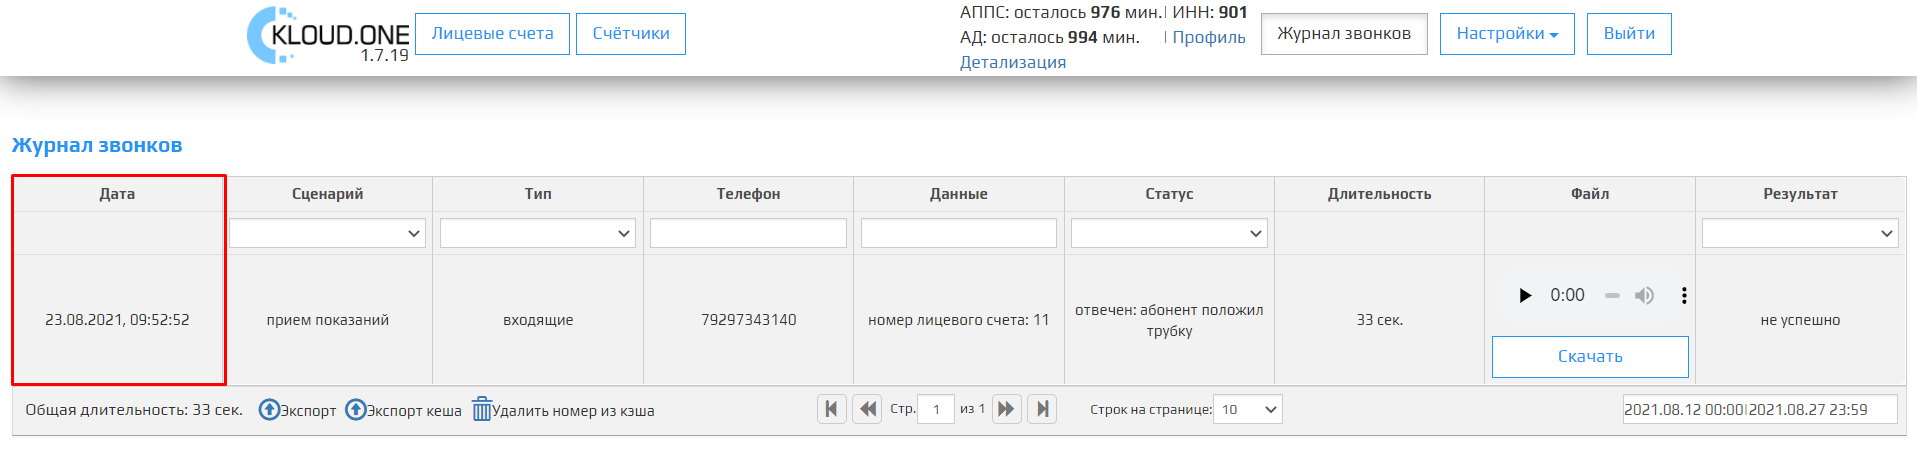 KLOUD.ONE
1.7.19
Лицевые счета
Счётчики
АППС: осталось 976 мин.| ИНН: 901
АД: осталось 994 мин. | Профиль
Детализация
Журнал звонков
Настройки
Выйти
Журнал звонков
Дата Сценарий Тип Телефон Данные Статус Длительность Файл Результат
23.08.2021, 09:52:52 прием показаний входящие 79297343140 номер лицевого счета: 11
отвечен: абонент положил
трубку
33 сек.
0:00
Скачать
не успешно
Общая длительность: 33 сек. Экспорт Экспорт кеша Удалить номер из кэша
Стр. 1 из 1
Строк на странице: 10
2021.08.12 00:00|2021.08.27 23:59